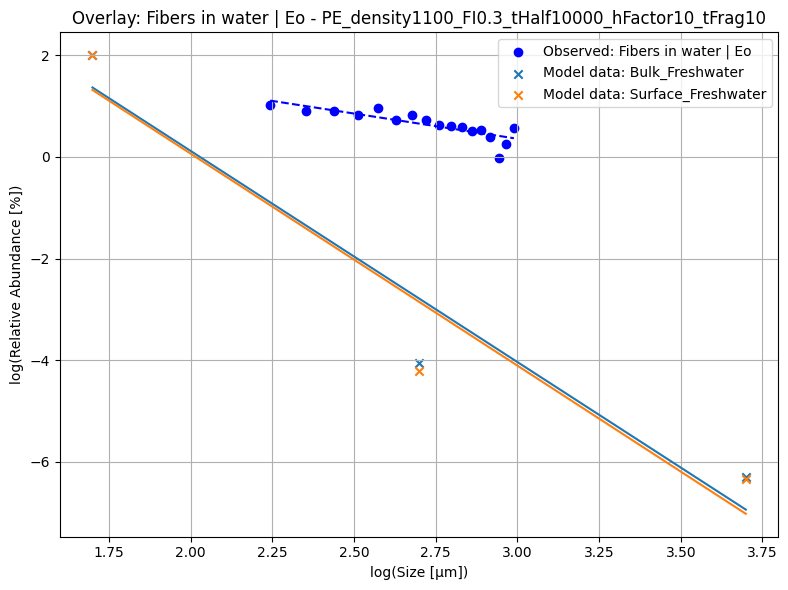 Overlay: Fibers in water | Eo - PE_density1100_FI0.3_tHalf10000_hFactor10_tFrag10
Observed: Fibers in water | Eo
Model data: Bulk_Freshwater
Model data: Surface_Freshwater
log(Relative Abundance [%])
2
0
−2
−4
−6
1.75 2.00 2.25 2.50 2.75 3.00 3.25 3.50 3.75
log(Size [µm])